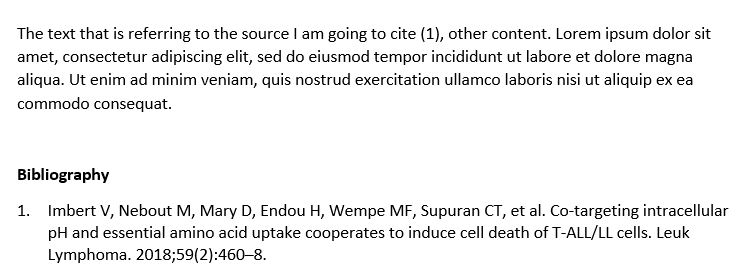 The text that is referring to the source I am going to cite (1), other content. Lorem ipsum dolor sit
amet, consectetur adipiscing elit, sed do eiusmod tempor incididunt ut labore et dolore magna
aliqua. Ut enim ad minim veniam, quis nostrud exercitation ullamco laboris nisi ut aliquip ex ea
commodo consequat.
Bibliography
1. Imbert V, Nebout M, Mary D, Endou H, Wempe MF, Supuran CT, et al. Co-targeting intracellular
pH and essential amino acid uptake cooperates to induce cell death of T-ALL/LL cells. Leuk
Lymphoma. 2018;59(2):460–8.